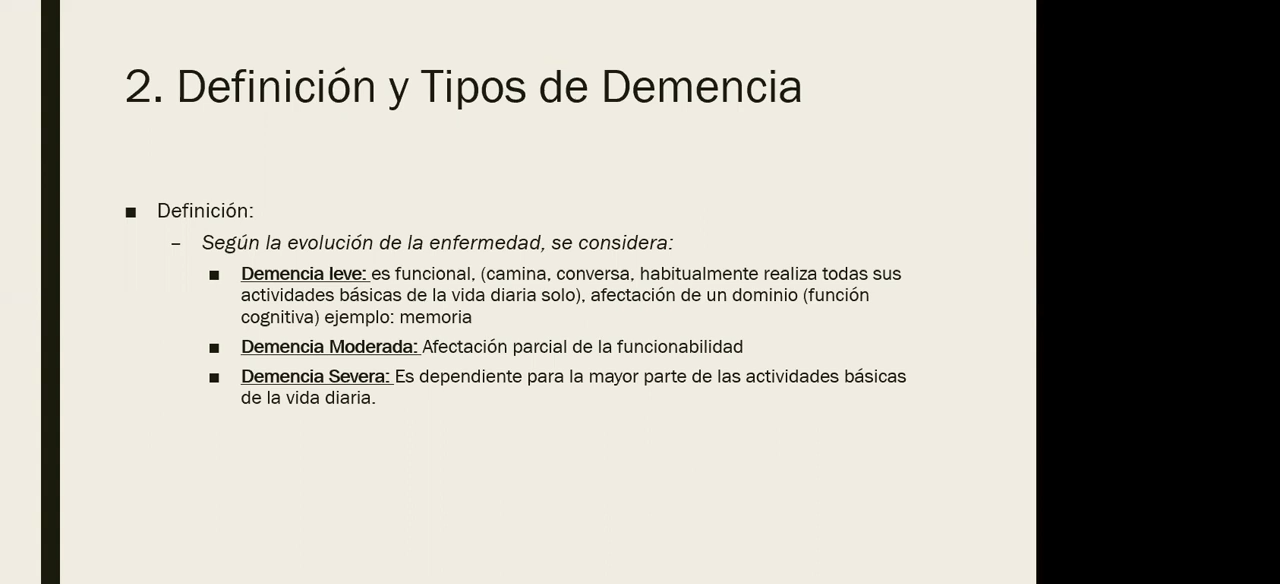 2. Definición y Tipos de Demencia
■ Definición:
– Según la evolución de la enfermedad, se considera:
■ Demencia leve: es funcional, (camina, conversa, habitualmente realiza todas sus
actividades básicas de la vida diaria solo), afectación de un dominio (función
cognitiva) ejemplo: memoria
■ Demencia Moderada: Afectación parcial de la funcionabilidad
■ Demencia Severa: Es dependiente para la mayor parte de las actividades básicas
de la vida diaria.